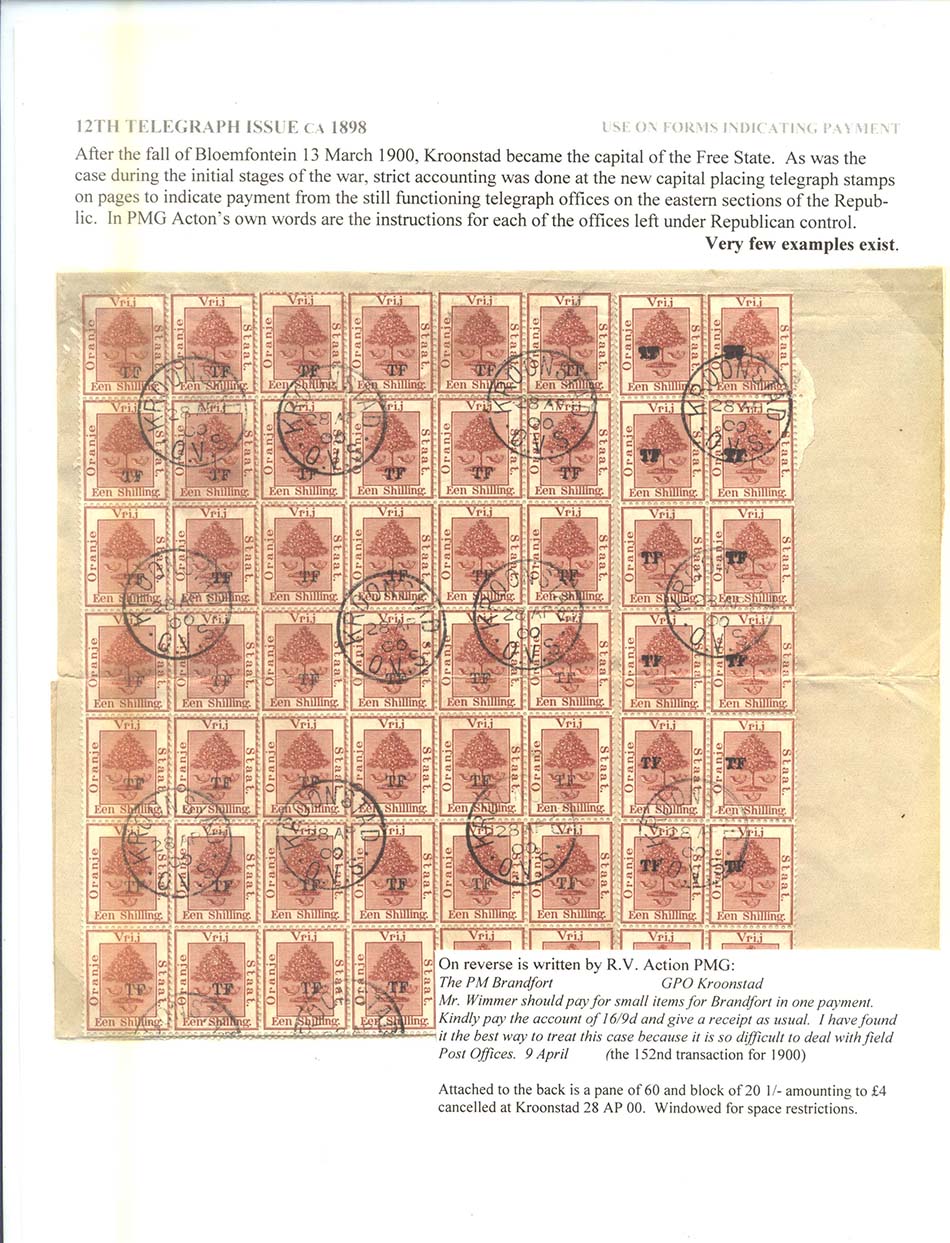 12TH TELEGRAPH ISSUE CA 1898
USE ON FORMS INDICATING PAYMENT
After the fall of Bloemfontein 13 March 1900, Kroonstad became the capital of the Free State. As was the
case during the initial stages of the war, strict accounting was done at the new capital placing telegraph stamps
on pages to indicate payment from the still functioning telegraph offices on the eastern sections of the Repub-
lic. In PMG Acton's own words are the instructions for each of the offices left under Republican control.
Very few examples exist.
Vrij
Oranje
Staat.
TF
Een Shilling.
KROONSTAD
28 AP
00
.O.V.S.
On reverse is written by R.V. Action PMG:
The PM Brandfort GPO Kroonstad
Mr. Wimmer should pay for small items for Brandfort in one payment.
Kindly pay the account of 16/9d and give a receipt as usual. I have found
it the best way to treat this case because it is so difficult to deal with field
Post Offices. 9 April (the 152nd transaction for 1900)
Attached to the back is a pane of 60 and block of 20 1/- amounting to £4
cancelled at Kroonstad 28 AP 00. Windowed for space restrictions.